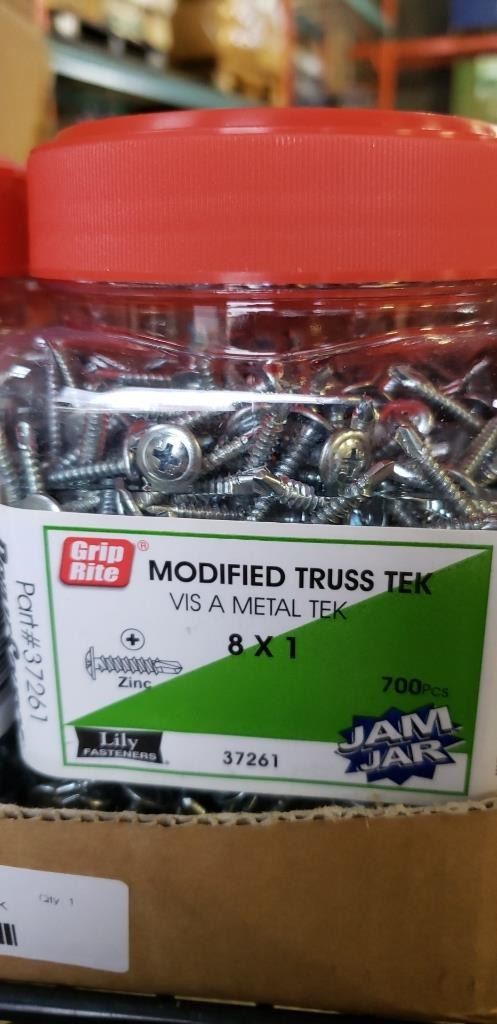 Grip
Rite ®
MODIFIED TRUSS TEK
VIS A METAL TEK
8 X 1
Zinc
700PCS
Lily
FASTENERS
37261
JAM
JAR
Part#37261
Qty 1